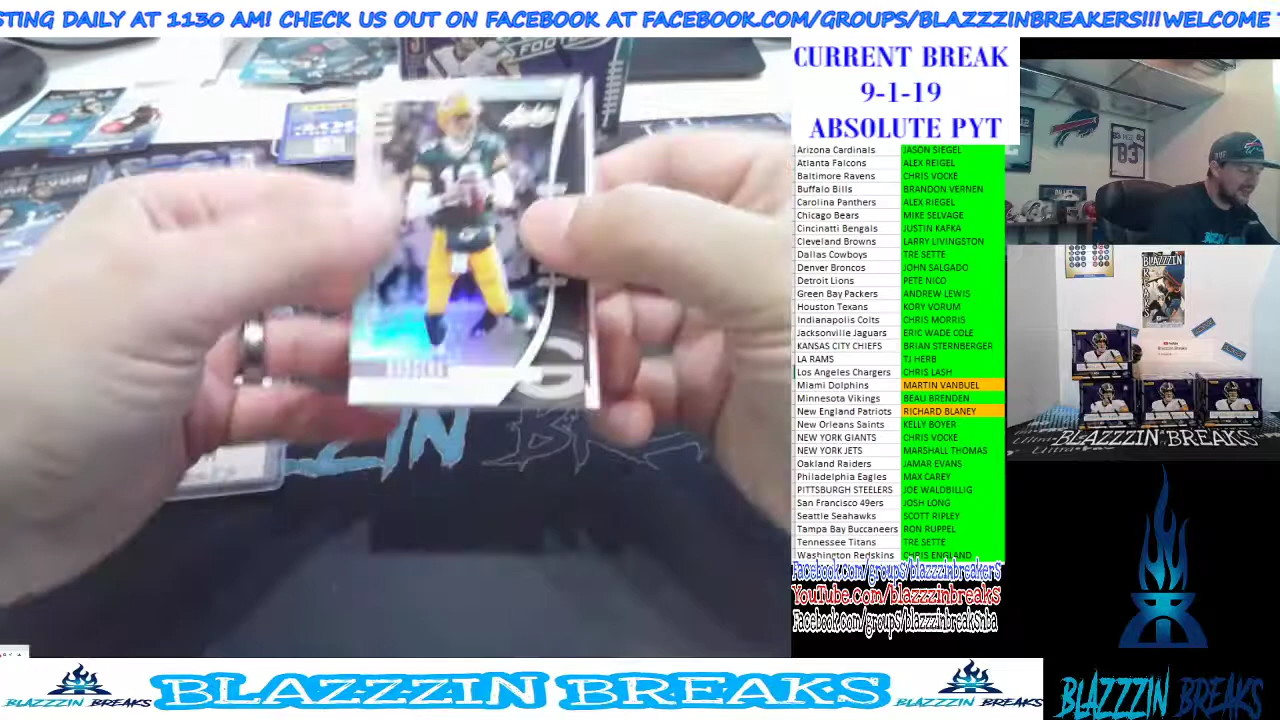 STING DAILY AT 1130 AM! CHECK US OUT ON FACEBOOK AT FACEBOOK.COM/GROUPS/BLAZZZINBREAKERS!!! WELCOME
CURRENT BREAK
9-1-19
ABSOLUTE PYT
Arizona Cardinals JASON SIEGEL
Atlanta Falcons ALEX REIGEL
Baltimore Ravens CHRIS VOCKE
Buffalo Bills BRANDON VERNEN
Carolina Panthers ALEX RIEGEL
Chicago Bears MIKE SELVAGE
Cincinatti Bengals JUSTIN KAFKA
Cleveland Browns LARRY LIVINGSTON
Dallas Cowboys TRE SETTE
Denver Broncos JOHN SALGADO
Detroit Lions PETE NICO
Green Bay Packers ANDREW LEWIS
Houston Texans KORY VORUM
Indianapolis Colts CHRIS MORRIS
Jacksonville Jaguars ERIC WADE COLE
KANSAS CITY CHIEFS BRIAN STERNBERGER
LA RAMS TJ HERB
Los Angeles Chargers CHRIS LASH
Miami Dolphins MARTIN VANBUEL
Minnesota Vikings BEAU BRENDEN
New England Patriots RICHARD BLANEY
New Orleans Saints KELLY BOYER
NEW YORK GIANTS CHRIS VOCKE
NEW YORK JETS MARSHALL THOMAS
Oakland Raiders JAMAR EVANS
Philadelphia Eagles MAX CAREY
PITTSBURGH STEELERS JOE WALDBILLIG
San Francisco 49ers JOSH LONG
Seattle Seahawks SCOTT RIPLEY
Tampa Bay Buccaneers RON RUPPEL
Tennessee Titans TRE SETTE
Washington Redskins CHRIS ENGLAND
Facebook.com/groups/blazzzinbreakers
YouTube.com/blazzzinbreaks
Facebook.com/groups/blazzzinbreaksnba
83
BLAZZZIN
BLAZZZIN BREAKS
BLAZZZIN BREAKS
BLAZZZIN BREAKS
BLAZZZIN BREAKS
BLAZZZIN BREAKS